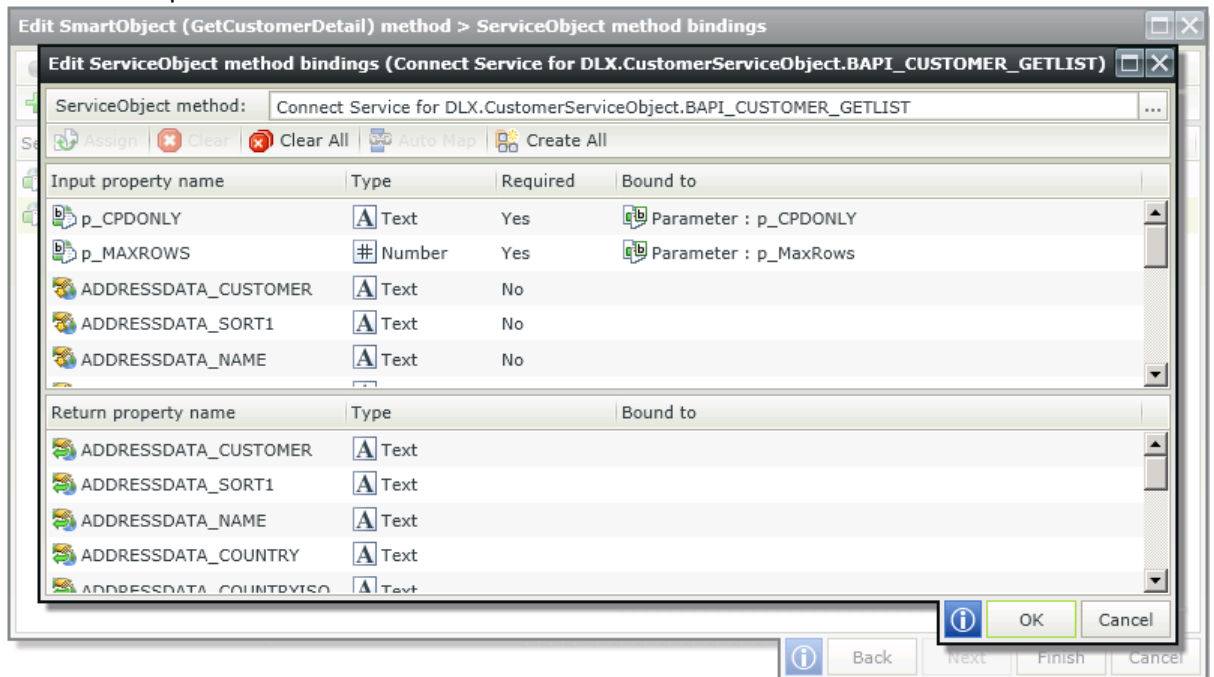 Edit SmartObject (GetCustomerDetail) method > ServiceObject method bindings
Edit ServiceObject method bindings (Connect Service for DLX.CustomerServiceObject.BAPI_CUSTOMER_GETLIST)
ServiceObject method: Connect Service for DLX.CustomerServiceObject.BAPI_CUSTOMER_GETLIST ...
Se Assign Clear Clear All Auto Map Create All
Input property name Type Required Bound to
p_CPDONLY A Text Yes Parameter : p_CPDONLY
p_MAXROWS # Number Yes Parameter : p_MaxRows
ADDRESSDATA_CUSTOMER A Text No
ADDRESSDATA_SORT1 A Text No
ADDRESSDATA_NAME A Text No
Return property name Type Bound to
ADDRESSDATA_CUSTOMER A Text
ADDRESSDATA_SORT1 A Text
ADDRESSDATA_NAME A Text
ADDRESSDATA_COUNTRY A Text
ADDRESSDATA_COUNTRYISO A Text
OK Cancel
Back Next Finish Cancel